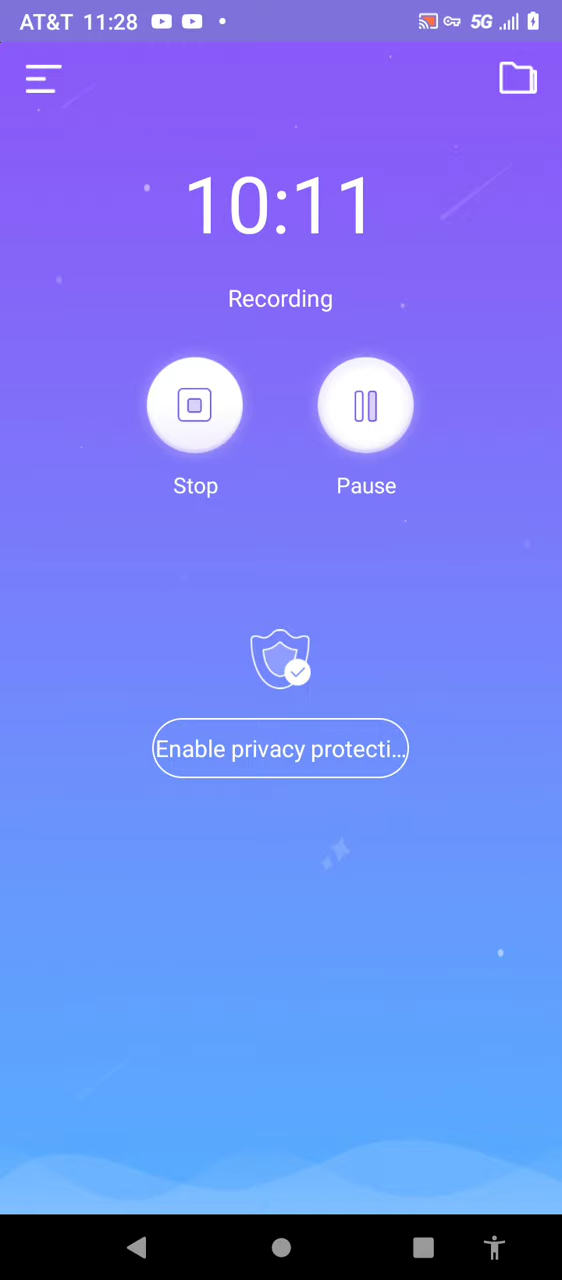 AT&T 11:28 5G
10:11
Recording
Stop Pause
Enable privacy protecti...